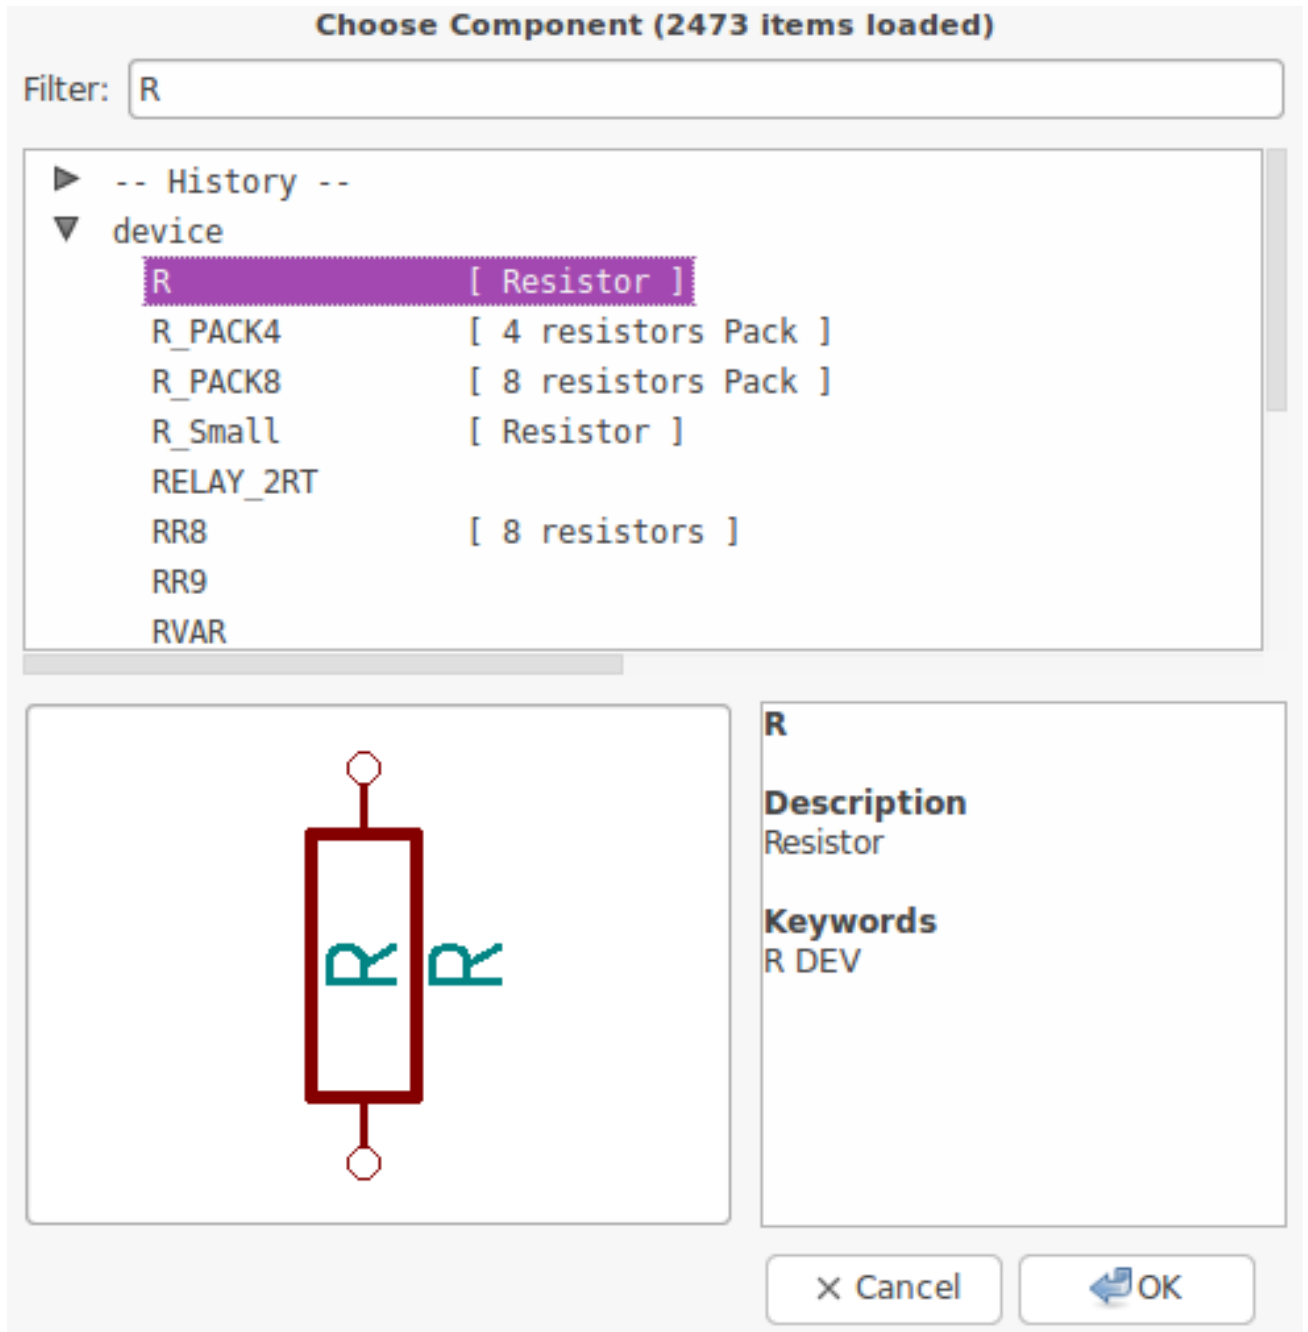 Choose Component (2473 items loaded)
Filter: R
-- History --
device
R [ Resistor ]
R_PACK4 [ 4 resistors Pack ]
R_PACK8 [ 8 resistors Pack ]
R_Small [ Resistor ]
RELAY_2RT
RR8 [ 8 resistors ]
RR9
RVAR
R R
R
Description
Resistor
Keywords
R DEV
Cancel OK